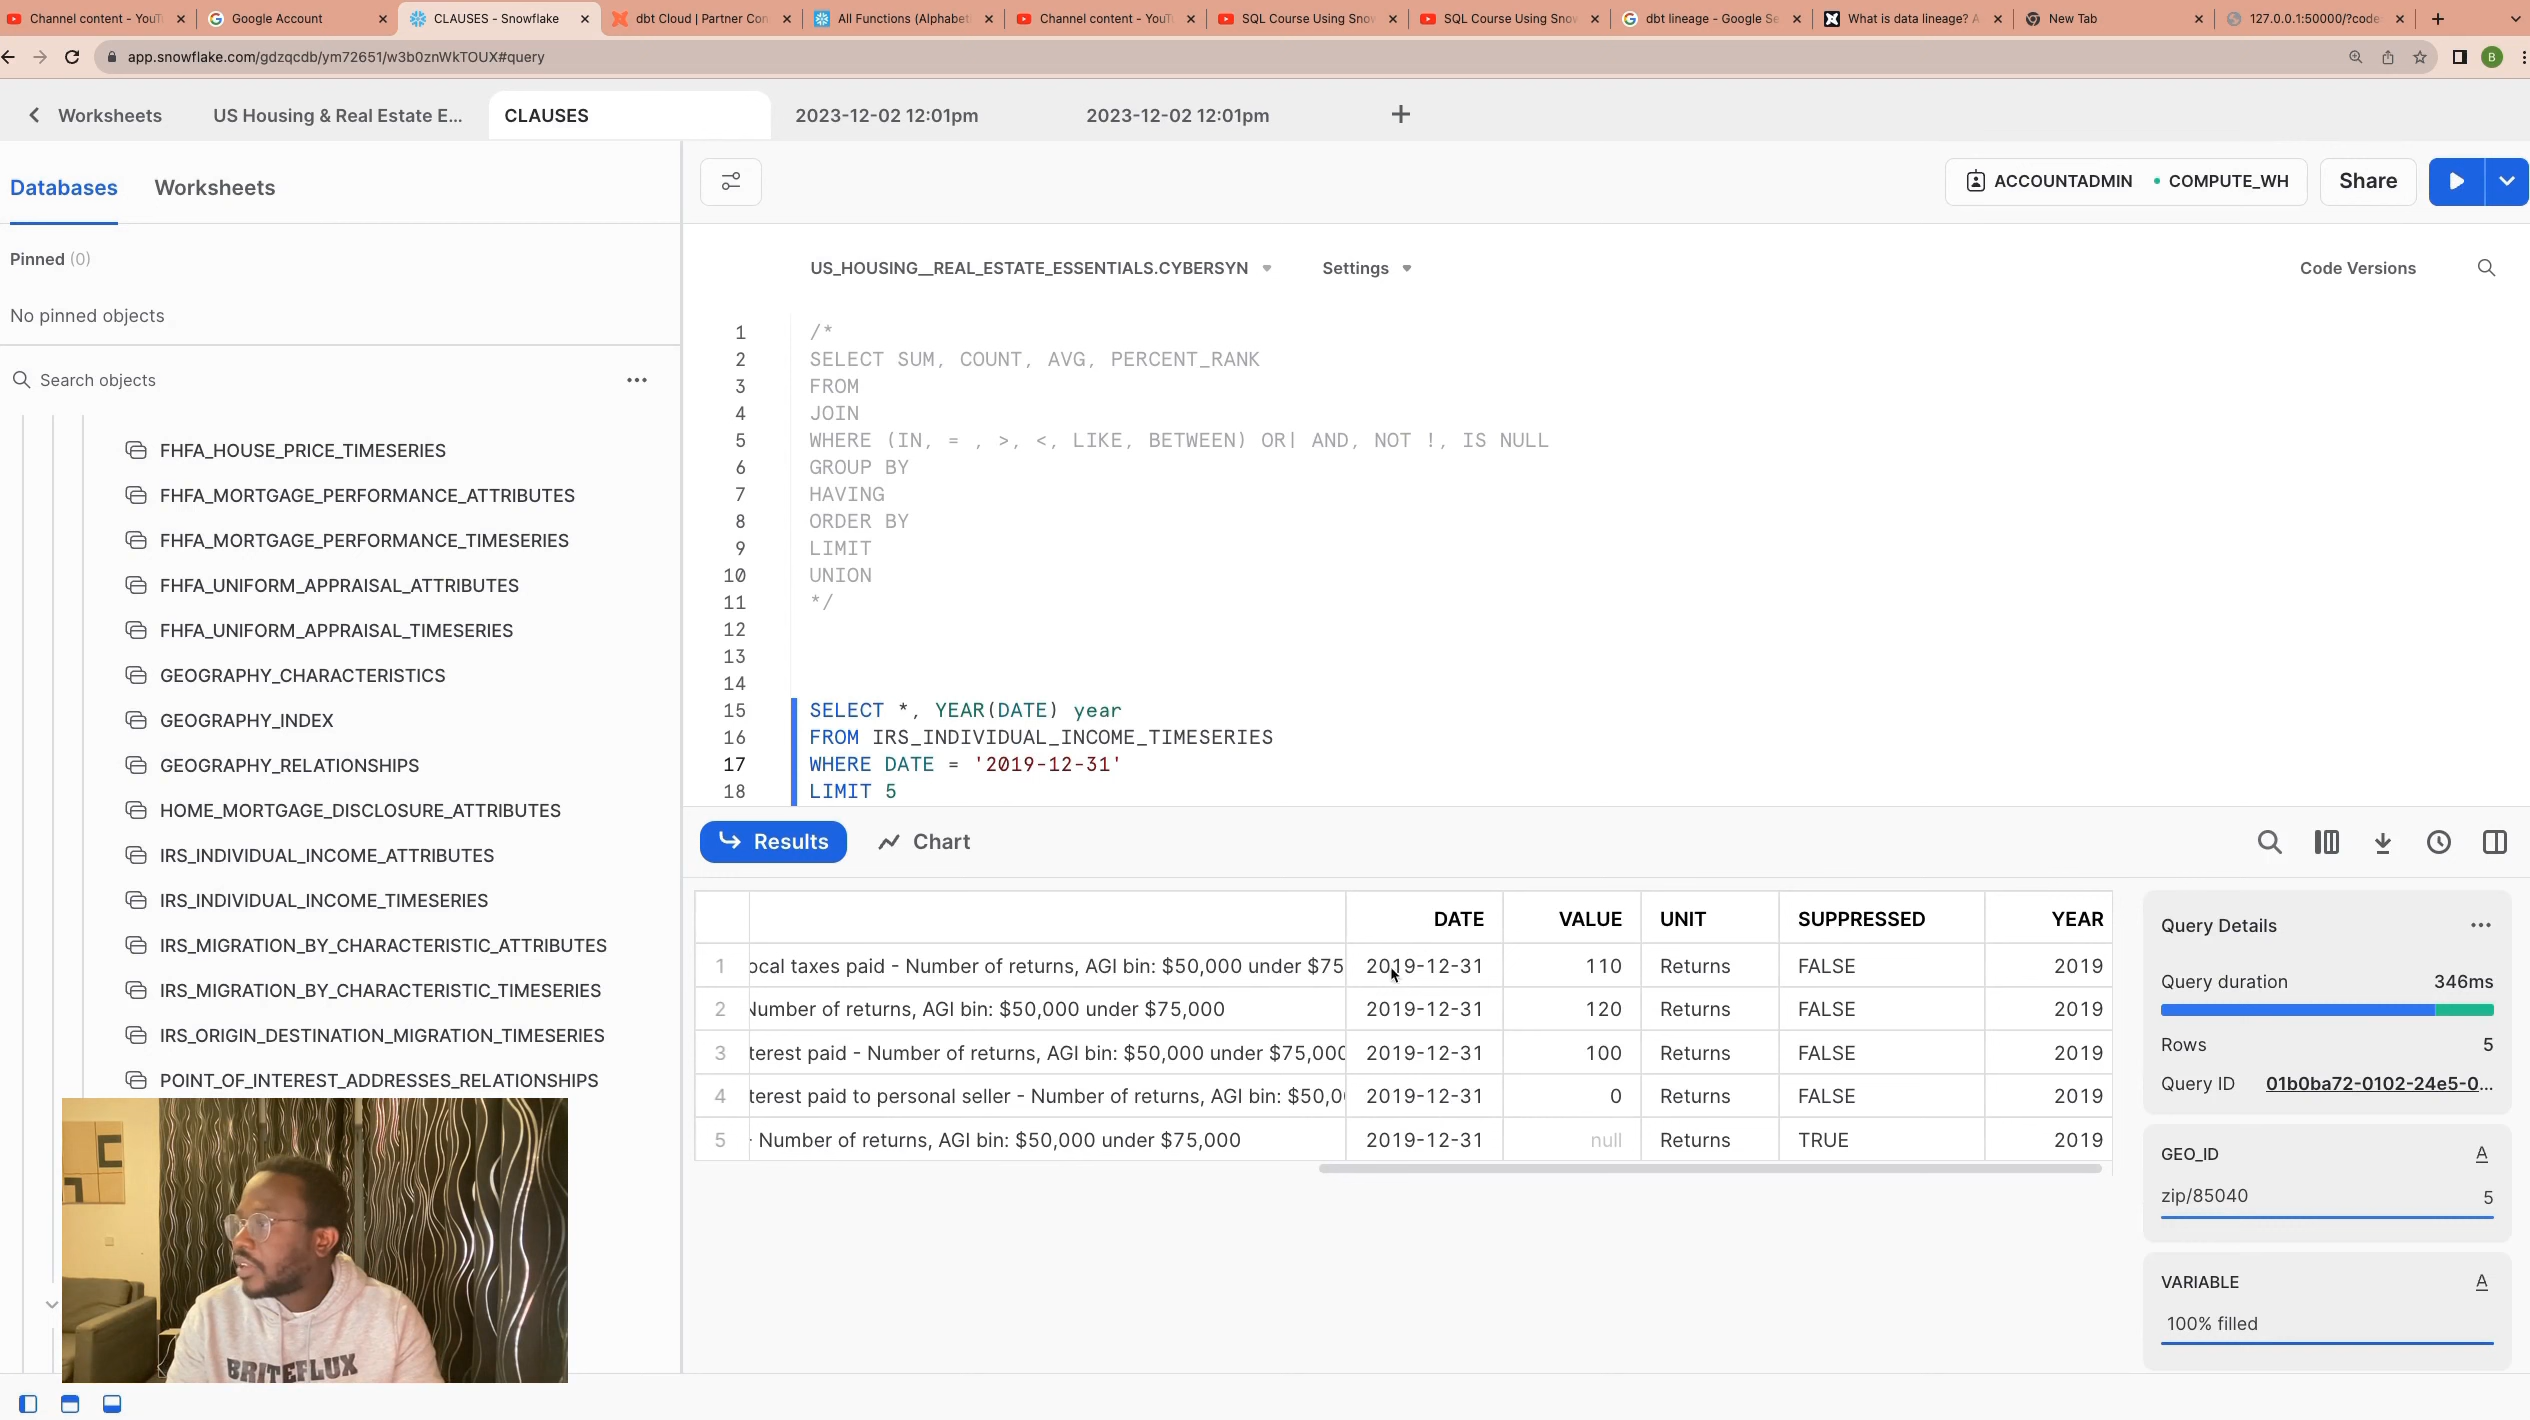 Channel content - YouT
Google Account
CLAUSES - Snowflake
dbt Cloud | Partner Con
All Functions (Alphabet
Channel content - YouT
SQL Course Using Snow
SQL Course Using Snow
dbt lineage - Google Se
What is data lineage? A
New Tab
127.0.0.1:50000/?code
app.snowflake.com/gdzqcdb/ym72651/w3b0znWkTOUX#query
B
Worksheets
US Housing & Real Estate E...
CLAUSES
2023-12-02 12:01pm
2023-12-02 12:01pm
Databases
Worksheets
ACCOUNTADMIN
COMPUTE_WH
Share
Pinned (0)
No pinned objects
Search objects
FHFA_HOUSE_PRICE_TIMESERIES
FHFA_MORTGAGE_PERFORMANCE_ATTRIBUTES
FHFA_MORTGAGE_PERFORMANCE_TIMESERIES
FHFA_UNIFORM_APPRAISAL_ATTRIBUTES
FHFA_UNIFORM_APPRAISAL_TIMESERIES
GEOGRAPHY_CHARACTERISTICS
GEOGRAPHY_INDEX
GEOGRAPHY_RELATIONSHIPS
HOME_MORTGAGE_DISCLOSURE_ATTRIBUTES
IRS_INDIVIDUAL_INCOME_ATTRIBUTES
IRS_INDIVIDUAL_INCOME_TIMESERIES
IRS_MIGRATION_BY_CHARACTERISTIC_ATTRIBUTES
IRS_MIGRATION_BY_CHARACTERISTIC_TIMESERIES
IRS_ORIGIN_DESTINATION_MIGRATION_TIMESERIES
POINT_OF_INTEREST_ADDRESSES_RELATIONSHIPS
BRITEFLUX
US_HOUSING__REAL_ESTATE_ESSENTIALS.CYBERSYN
Settings
Code Versions
1 /*
2 SELECT SUM, COUNT, AVG, PERCENT_RANK
3 FROM
4 JOIN
5 WHERE (IN, = , >, <, LIKE, BETWEEN) OR| AND, NOT !, IS NULL
6 GROUP BY
7 HAVING
8 ORDER BY
9 LIMIT
10 UNION
11 */
12
13
14
15 SELECT *, YEAR(DATE) year
16 FROM IRS_INDIVIDUAL_INCOME_TIMESERIES
17 WHERE DATE = '2019-12-31'
18 LIMIT 5
Results
Chart
DATE VALUE UNIT SUPPRESSED YEAR
1 ocal taxes paid - Number of returns, AGI bin: $50,000 under $75 2019-12-31 110 Returns FALSE 2019
2 Number of returns, AGI bin: $50,000 under $75,000 2019-12-31 120 Returns FALSE 2019
3 terest paid - Number of returns, AGI bin: $50,000 under $75,000 2019-12-31 100 Returns FALSE 2019
4 terest paid to personal seller - Number of returns, AGI bin: $50,0 2019-12-31 0 Returns FALSE 2019
5 - Number of returns, AGI bin: $50,000 under $75,000 2019-12-31 null Returns TRUE 2019
Query Details
Query duration 346ms
Rows 5
Query ID 01b0ba72-0102-24e5-0...
GEO_ID A
zip/85040 5
VARIABLE A
100% filled